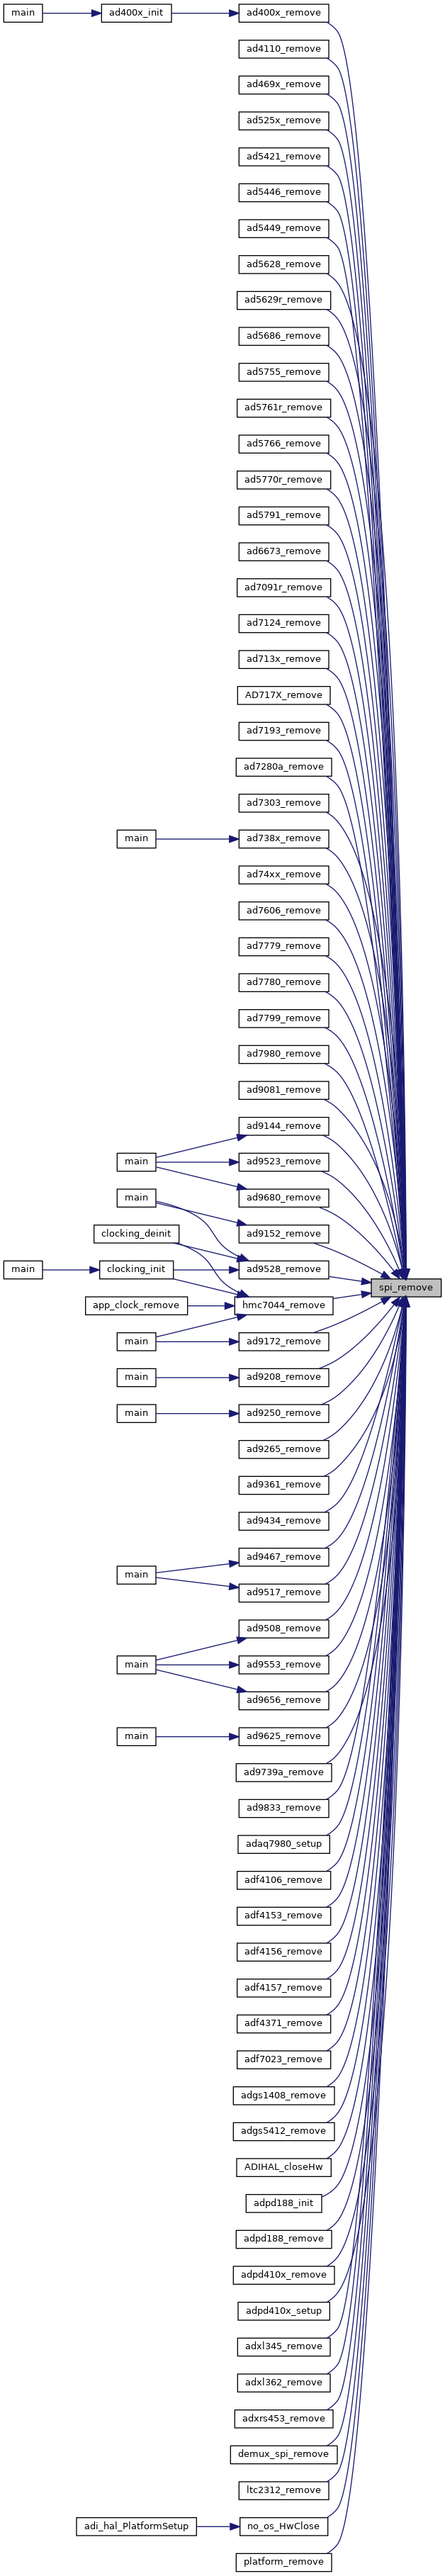 main ad400x_init ad400x_remove
ad4110_remove
ad469x_remove
ad525x_remove
ad5421_remove
ad5446_remove
ad5449_remove
ad5628_remove
ad5629r_remove
ad5686_remove
ad5755_remove
ad5761r_remove
ad5766_remove
ad5770r_remove
ad5791_remove
ad6673_remove
ad7091r_remove
ad7124_remove
ad713x_remove
AD717X_remove
ad7193_remove
ad7280a_remove
ad7303_remove
main ad738x_remove
ad74xx_remove
ad7606_remove
ad7779_remove
ad7780_remove
ad7799_remove
ad7980_remove
ad9081_remove
ad9144_remove
main ad9523_remove
main ad9680_remove
clocking_deinit ad9152_remove
main clocking_init ad9528_remove
spi_remove
app_clock_remove hmc7044_remove
main ad9172_remove
main ad9208_remove
main ad9250_remove
ad9265_remove
ad9361_remove
ad9434_remove
ad9467_remove
main
ad9517_remove
ad9508_remove
main ad9553_remove
ad9656_remove
main ad9625_remove
ad9739a_remove
ad9833_remove
adaq7980_setup
adf4106_remove
adf4153_remove
adf4156_remove
adf4157_remove
adf4371_remove
adf7023_remove
adgs1408_remove
adgs5412_remove
ADIHAL_closeHw
adpd188_init
adpd188_remove
adpd410x_remove
adpd410x_setup
adxl345_remove
adxl362_remove
adxrs453_remove
demux_spi_remove
ltc2312_remove
adi_hal_PlatformSetup no_os_HwClose
platform_remove